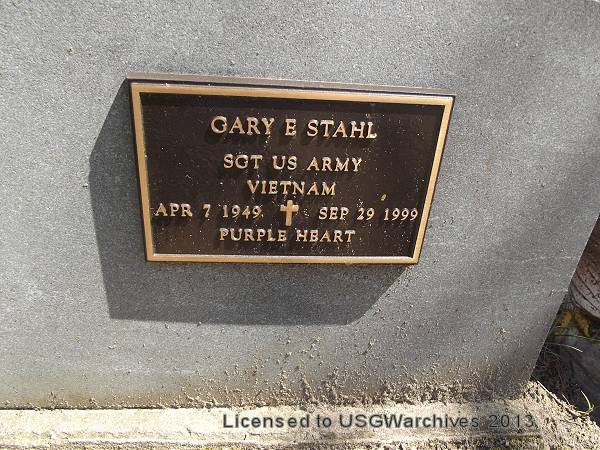 GARY E STAHL
SGT US ARMY
VIETNAM
APR 7 1949 SEP 29 1999
PURPLE HEART
Licensed to USGWarchives 2013.